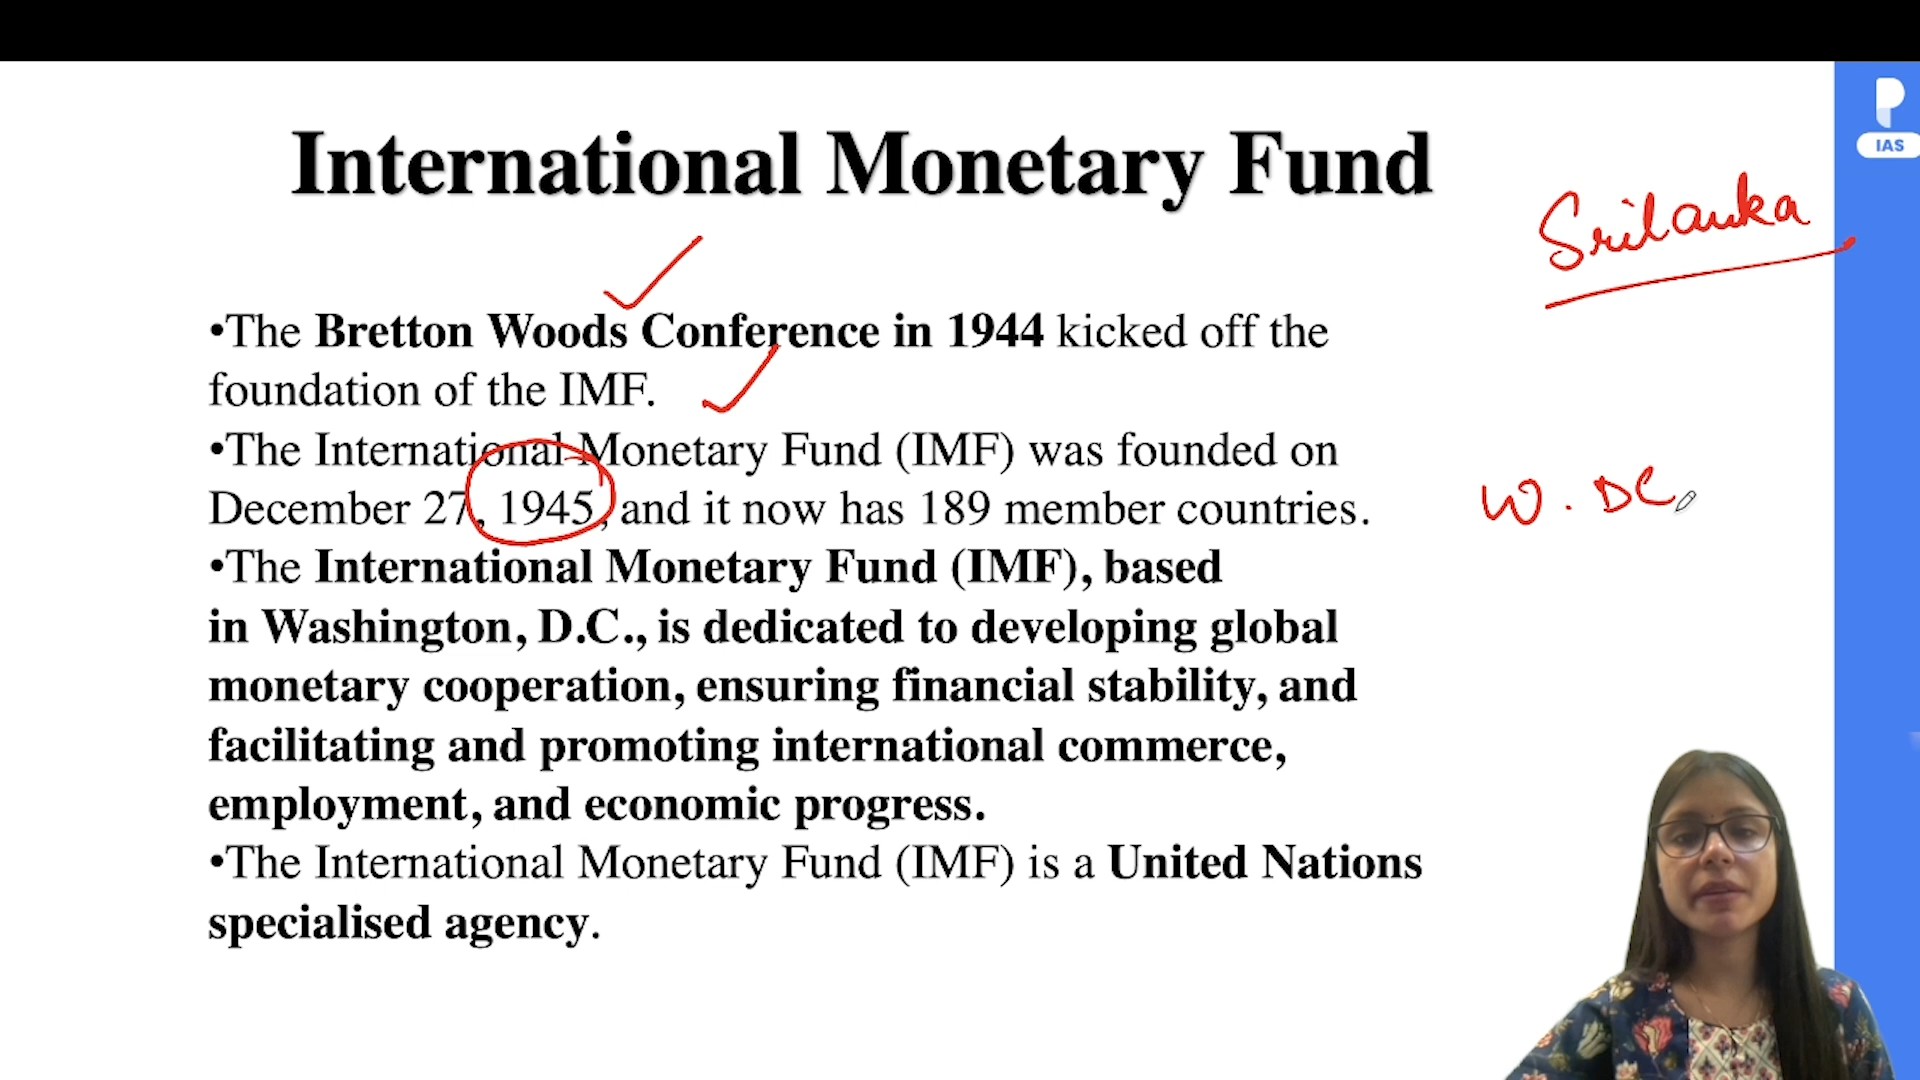 IAS
International Monetary Fund
Srilanka
•The Bretton Woods Conference in 1944 kicked off the
foundation of the IMF.
•The International Monetary Fund (IMF) was founded on
December 27, 1945, and it now has 189 member countries.
W. DC
•The International Monetary Fund (IMF), based
in Washington, D.C., is dedicated to developing global
monetary cooperation, ensuring financial stability, and
facilitating and promoting international commerce,
employment, and economic progress.
•The International Monetary Fund (IMF) is a United Nations
specialised agency.